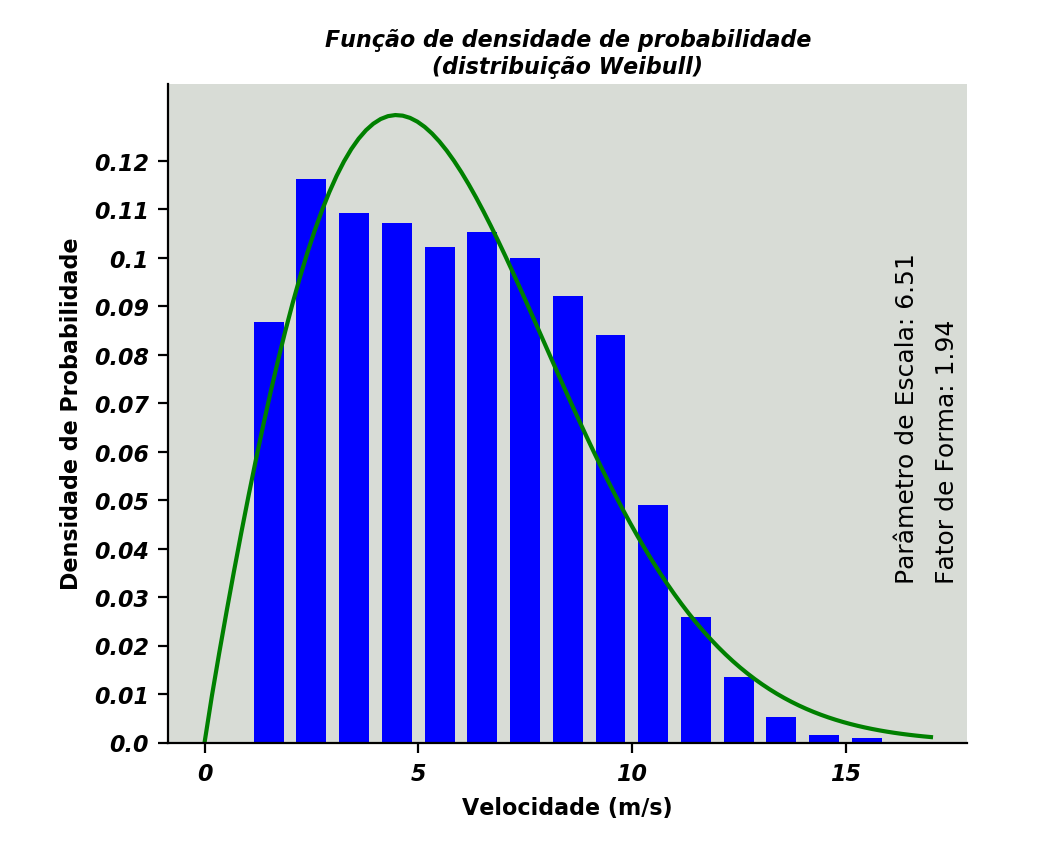 Função de densidade de probabilidade
(distribuição Weibull)
Densidade de Probabilidade
0.12
0.11
0.1
0.09
0.08
0.07
0.06
0.05
0.04
0.03
0.02
0.01
0.0
Parâmetro de Escala: 6.51
Fator de Forma: 1.94
0
5
10
15
Velocidade (m/s)